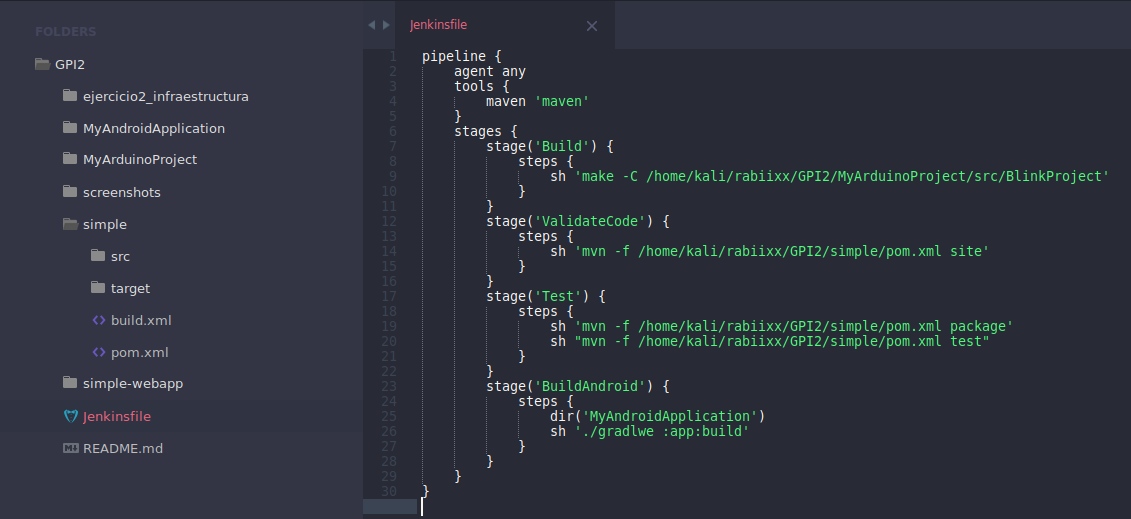 FOLDERS
GPI2
ejercicio2_infraestructura
MyAndroidApplication
MyArduinoProject
screenshots
simple
src
target
<> build.xml
<> pom.xml
simple-webapp
Jenkinsfile
README.md
Jenkinsfile ×
1 pipeline {
2     agent any
3     tools {
4         maven 'maven'
5     }
6     stages {
7         stage('Build') {
8             steps {
9                 sh 'make -C /home/kali/rabiixx/GPI2/MyArduinoProject/src/BlinkProject'
10             }
11         }
12         stage('ValidateCode') {
13             steps {
14                 sh 'mvn -f /home/kali/rabiixx/GPI2/simple/pom.xml site'
15             }
16         }
17         stage('Test') {
18             steps {
19                 sh 'mvn -f /home/kali/rabiixx/GPI2/simple/pom.xml package'
20                 sh "mvn -f /home/kali/rabiixx/GPI2/simple/pom.xml test"
21             }
22         }
23         stage('BuildAndroid') {
24             steps {
25                 dir('MyAndroidApplication')
26                 sh './gradlwe :app:build'
27             }
28         }
29     }
30 }